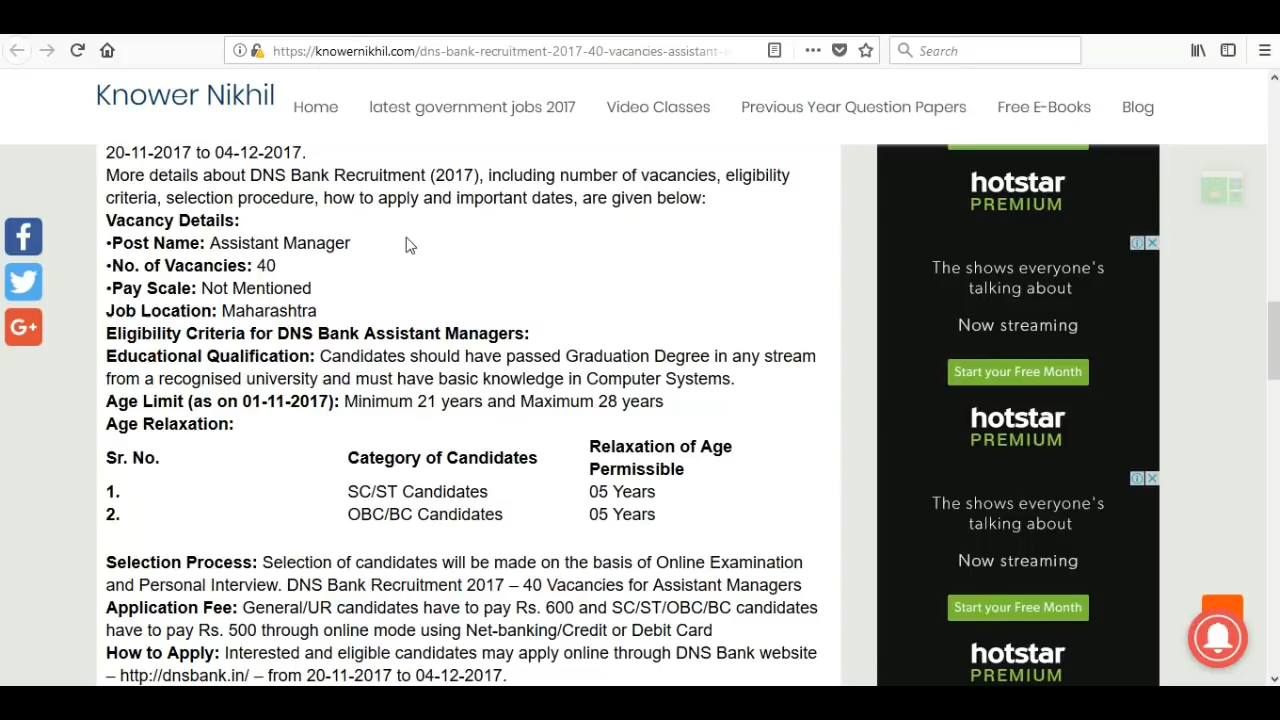 https://knowernikhil.com/dns-bank-recruitment-2017-40-vacancies-assistant-
Search
Knower Nikhil
Home
latest government jobs 2017
Video Classes
Previous Year Question Papers
Free E-Books
Blog
20-11-2017 to 04-12-2017.
More details about DNS Bank Recruitment (2017), including number of vacancies, eligibility
criteria, selection procedure, how to apply and important dates, are given below:
Vacancy Details:
•Post Name: Assistant Manager
•No. of Vacancies: 40
•Pay Scale: Not Mentioned
Job Location: Maharashtra
Eligibility Criteria for DNS Bank Assistant Managers:
Educational Qualification: Candidates should have passed Graduation Degree in any stream
from a recognised university and must have basic knowledge in Computer Systems.
Age Limit (as on 01-11-2017): Minimum 21 years and Maximum 28 years
Age Relaxation:
Sr. No. Category of Candidates Relaxation of Age
Permissible
1. SC/ST Candidates 05 Years
2. OBC/BC Candidates 05 Years
Selection Process: Selection of candidates will be made on the basis of Online Examination
and Personal Interview. DNS Bank Recruitment 2017 – 40 Vacancies for Assistant Managers
Application Fee: General/UR candidates have to pay Rs. 600 and SC/ST/OBC/BC candidates
have to pay Rs. 500 through online mode using Net-banking/Credit or Debit Card
How to Apply: Interested and eligible candidates may apply online through DNS Bank website
– http://dnsbank.in/ – from 20-11-2017 to 04-12-2017.
hotstar
PREMIUM
The shows everyone's
talking about
Now streaming
Start your Free Month
hotstar
PREMIUM
The shows everyone's
talking about
Now streaming
Start your Free Month
hotstar
PREMIUM